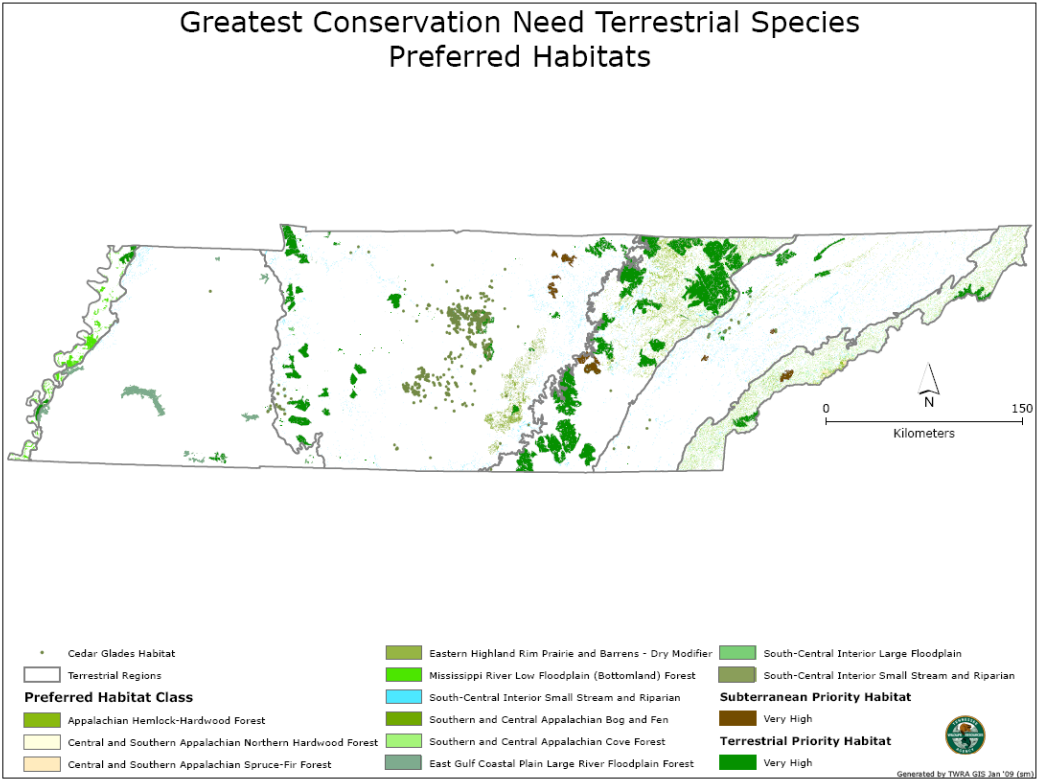 Greatest Conservation Need Terrestrial Species
Preferred Habitats
N
0 150
Kilometers
Cedar Glades Habitat
Terrestrial Regions
Preferred Habitat Class
Appalachian Hemlock-Hardwood Forest
Central and Southern Appalachian Northern Hardwood Forest
Central and Southern Appalachian Spruce-Fir Forest
Eastern Highland Rim Prairie and Barrens - Dry Modifier
Mississippi River Low Floodplain (Bottomland) Forest
South-Central Interior Small Stream and Riparian
Southern and Central Appalachian Bog and Fen
Southern and Central Appalachian Cove Forest
East Gulf Coastal Plain Large River Floodplain Forest
South-Central Interior Large Floodplain
South-Central Interior Small Stream and Riparian
Subterranean Priority Habitat
Very High
Terrestrial Priority Habitat
Very High
Generated by TWRA GIS Jan '09 (sm)